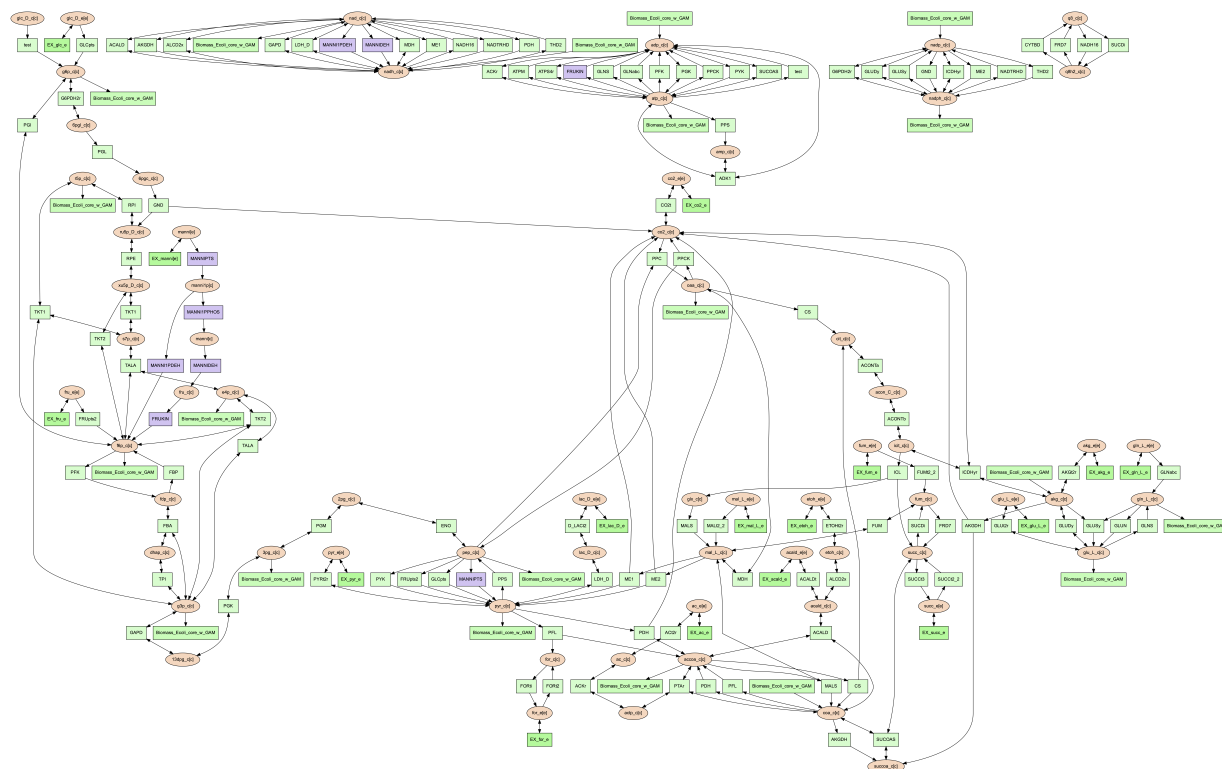 glc_D_c[c]
glc_D_e[e]
nad_c[c]
Biomass_Ecoli_core_w_GAM
Biomass_Ecoli_core_w_GAM
q8_c[c]
test
EX_glc_e
GLCpts
ACALD
AKGDH
ALCD2x
Biomass_Ecoli_core_w_GAM
GAPD
LDH_D
MANNI1PDEH
MANNIDEH
MDH
ME1
NADH16
NADTRHD
PDH
THD2
Biomass_Ecoli_core_w_GAM
adp_c[c]
nadp_c[c]
CYTBD
FRD7
NADH16
SUCDi
g6p_c[c]
nadh_c[c]
ACKr
ATPM
ATPS4r
FRUKIN
GLNS
GLNabc
PFK
PGK
PPCK
PYK
SUCOAS
test
G6PDH2r
GLUDy
GLUSy
GND
ICDHyr
ME2
NADTRHD
THD2
q8h2_c[c]
G6PDH2r
Biomass_Ecoli_core_w_GAM
atp_c[c]
nadph_c[c]
PGI
6pgl_c[c]
Biomass_Ecoli_core_w_GAM
PPS
Biomass_Ecoli_core_w_GAM
PGL
amp_c[c]
r5p_c[c]
6pgc_c[c]
co2_e[e]
ADK1
Biomass_Ecoli_core_w_GAM
RPI
GND
CO2t
EX_co2_e
ru5p_D_c[c]
manni[e]
co2_c[c]
RPE
EX_manni[e]
MANNIPTS
PPC
PPCK
xu5p_D_c[c]
manni1p[c]
oaa_c[c]
TKT1
TKT1
MANNI1PPHOS
Biomass_Ecoli_core_w_GAM
CS
TKT2
s7p_c[c]
manni[c]
cit_c[c]
TALA
MANNI1PDEH
MANNIDEH
ACONTa
fru_e[e]
fru_c[c]
e4p_c[c]
acon_C_c[c]
EX_fru_e
FRUpts2
FRUKIN
Biomass_Ecoli_core_w_GAM
TKT2
ACONTb
f6p_c[c]
TALA
fum_e[e]
icit_c[c]
akg_e[e]
gln_L_e[e]
PFK
Biomass_Ecoli_core_w_GAM
FBP
EX_fum_e
ICL
FUMt2_2
ICDHyr
Biomass_Ecoli_core_w_GAM
AKGt2r
EX_akg_e
EX_gln_L_e
GLNabc
fdp_c[c]
2pg_c[c]
lac_D_e[e]
glx_c[c]
mal_L_e[e]
etoh_e[e]
fum_c[c]
glu_L_e[e]
akg_c[c]
gln_L_c[c]
FBA
PGM
ENO
D_LACt2
EX_lac_D_e
MALS
MALt2_2
EX_mal_L_e
EX_etoh_e
ETOHt2r
FUM
SUCDi
FRD7
AKGDH
GLUt2r
EX_glu_L_e
GLUDy
GLUSy
GLUN
GLNS
Biomass_Ecoli_core_w_GAM
dhap_c[c]
3pg_c[c]
pyr_e[e]
pep_c[c]
lac_D_c[c]
mal_L_c[c]
acald_e[e]
etoh_c[c]
succ_c[c]
glu_L_c[c]
TPI
Biomass_Ecoli_core_w_GAM
PYRt2r
EX_pyr_e
PYK
FRUpts2
GLCpts
MANNIPTS
PPS
Biomass_Ecoli_core_w_GAM
LDH_D
ME1
ME2
MDH
EX_acald_e
ACALDt
ALCD2x
SUCCt3
SUCCt2_2
Biomass_Ecoli_core_w_GAM
g3p_c[c]
PGK
pyr_c[c]
ac_e[e]
acald_c[c]
succ_e[e]
GAPD
Biomass_Ecoli_core_w_GAM
Biomass_Ecoli_core_w_GAM
PFL
PDH
ACt2r
EX_ac_e
ACALD
EX_succ_e
13dpg_c[c]
for_c[c]
ac_c[c]
accoa_c[c]
FORti
FORt2
ACKr
Biomass_Ecoli_core_w_GAM
PTAr
PDH
PFL
Biomass_Ecoli_core_w_GAM
MALS
CS
for_e[e]
actp_c[c]
coa_c[c]
EX_for_e
AKGDH
SUCOAS
succoa_c[c]